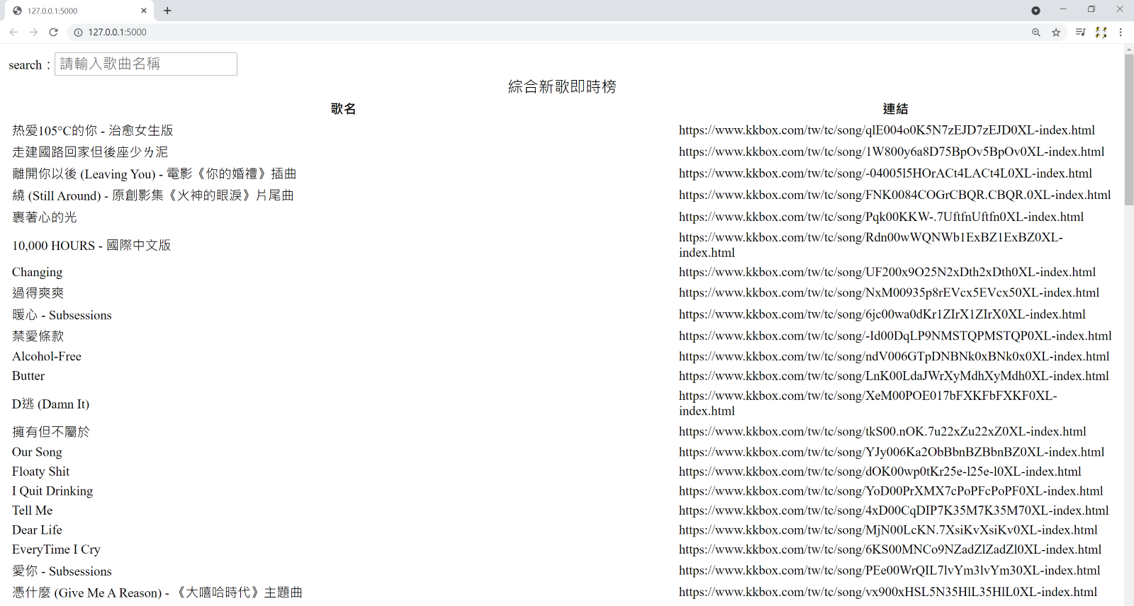 127.0.0.1:5000
127.0.0.1:5000
search：請輸入歌曲名稱
綜合新歌即時榜
歌名 連結
热爱105°C的你 - 治愈女生版 https://www.kkbox.com/tw/tc/song/qlE004o0K5N7zEJD7zEJD0XL-index.html
走建國路回家但後座少ㄌ泥 https://www.kkbox.com/tw/tc/song/1W800y6a8D75BpOv5BpOv0XL-index.html
離開你以後 (Leaving You) - 電影《你的婚禮》插曲 https://www.kkbox.com/tw/tc/song/-04005l5HOrACt4LACt4L0XL-index.html
繞 (Still Around) - 原創影集《火神的眼淚》片尾曲 https://www.kkbox.com/tw/tc/song/FNK0084COGrCBQR.CBQR.0XL-index.html
裹著心的光 https://www.kkbox.com/tw/tc/song/Pqk00KKW-.7UftfnUftfn0XL-index.html
10,000 HOURS - 國際中文版 https://www.kkbox.com/tw/tc/song/Rdn00wWQNWb1ExBZ1ExBZ0XL-
index.html
Changing https://www.kkbox.com/tw/tc/song/UF200x9O25N2xDth2xDth0XL-index.html
過得爽爽 https://www.kkbox.com/tw/tc/song/NxM00935p8rEVcx5EVcx50XL-index.html
暖心 - Subsessions https://www.kkbox.com/tw/tc/song/6jc00wa0dKr1ZIrX1ZIrX0XL-index.html
禁愛條款 https://www.kkbox.com/tw/tc/song/-Id00DqLP9NMSTQPMSTQP0XL-index.html
Alcohol-Free https://www.kkbox.com/tw/tc/song/ndV006GTpDNBNk0xBNk0x0XL-index.html
Butter https://www.kkbox.com/tw/tc/song/LnK00LdaJWrXyMdhXyMdh0XL-index.html
D逃 (Damn It) https://www.kkbox.com/tw/tc/song/XeM00POE017bFXKFbFXKF0XL-
index.html
擁有但不屬於 https://www.kkbox.com/tw/tc/song/tkS00.nOK.7u22xZu22xZ0XL-index.html
Our Song https://www.kkbox.com/tw/tc/song/YJy006Ka2ObBbnBZBbnBZ0XL-index.html
Floaty Shit https://www.kkbox.com/tw/tc/song/dOK00wp0tKr25e-l25e-l0XL-index.html
I Quit Drinking https://www.kkbox.com/tw/tc/song/YoD00PrXMX7cPoPFcPoPF0XL-index.html
Tell Me https://www.kkbox.com/tw/tc/song/4xD00CqDIP7K35M7K35M70XL-index.html
Dear Life https://www.kkbox.com/tw/tc/song/MjN00LcKN.7XsiKvXsiKv0XL-index.html
EveryTime I Cry https://www.kkbox.com/tw/tc/song/6KS00MNCo9NZadZlZadZl0XL-index.html
愛你 - Subsessions https://www.kkbox.com/tw/tc/song/PEe00WrQIL7lvYm3lvYm30XL-index.html
憑什麼 (Give Me A Reason) - 《大嘻哈時代》主題曲 https://www.kkbox.com/tw/tc/song/vx900xHSL5N35HlL35HlL0XL-index.html